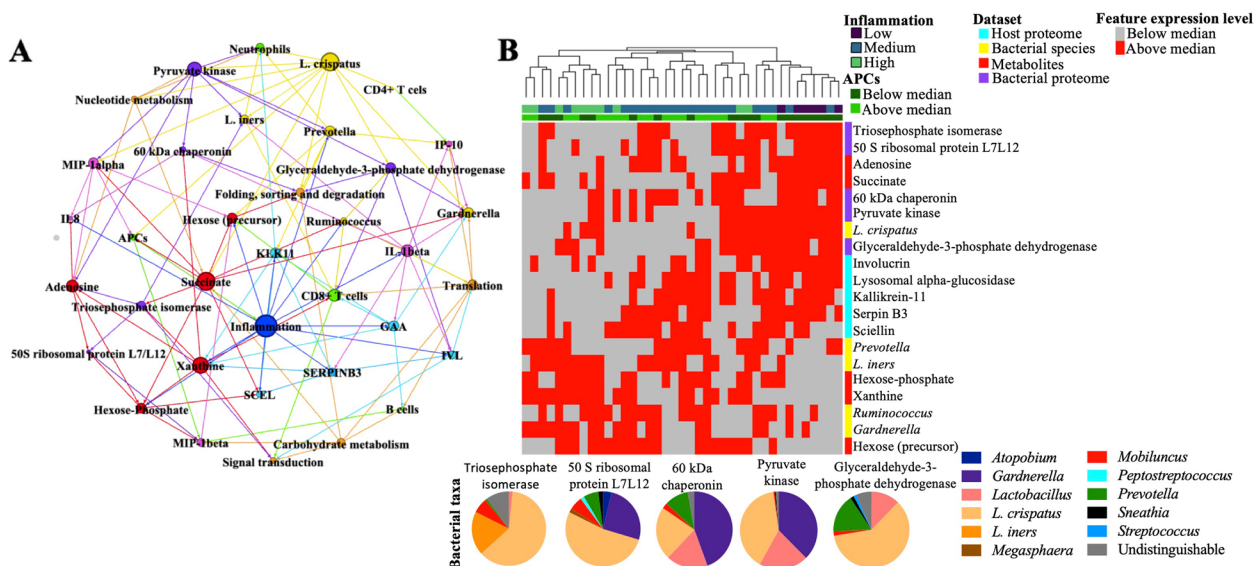 A
Neutrophils
Pyruvate kinase
L. crispatus
CD4+ T cells
Nucleotide metabolism
L. iners
Prevotella
IP-10
60 kDa chaperonin
MIP-1alpha
Glyceraldehyde-3-phosphate dehydrogenase
Folding, sorting and degradation
Gardnerella
IL8
Hexose (precursor)
Ruminococcus
APCs
KLK11
IL-1beta
Succinate
Adenosine
Translation
CD8+ T cells
Triosephosphate isomerase
Inflammation
GAA
50S ribosomal protein L7/L12
IVL
Xanthine
SERPINB3
SCEL
Hexose-Phosphate
B cells
MIP-1beta
Carbohydrate metabolism
Signal transduction
B
Inflammation
Low
Medium
High
APCs
Below median
Above median
Dataset
Host proteome
Bacterial species
Metabolites
Bacterial proteome
Feature expression level
Below median
Above median
Triosephosphate isomerase
50 S ribosomal protein L7L12
Adenosine
Succinate
60 kDa chaperonin
Pyruvate kinase
L. crispatus
Glyceraldehyde-3-phosphate dehydrogenase
Involucrin
Lysosomal alpha-glucosidase
Kallikrein-11
Serpin B3
Sciellin
Prevotella
L. iners
Hexose-phosphate
Xanthine
Ruminococcus
Gardnerella
Hexose (precursor)
Bacterial taxa
Triosephosphate
isomerase
50 S ribosomal
protein L7L12
60 kDa
chaperonin
Pyruvate
kinase
Glyceraldehyde-3-
phosphate dehydrogenase
Atopobium
Gardnerella
Lactobacillus
L. crispatus
L. iners
Megasphaera
Mobiluncus
Peptostreptococcus
Prevotella
Sneathia
Streptococcus
Undistinguishable